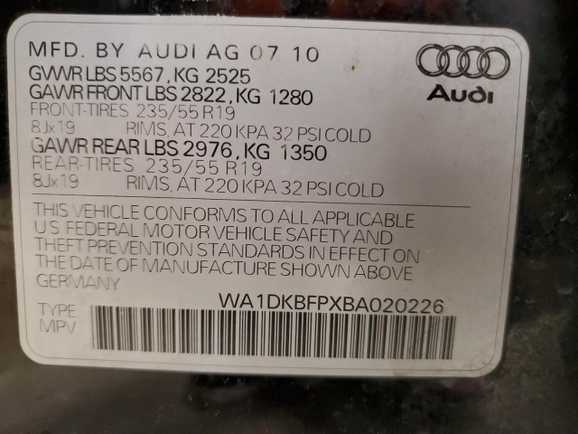 MFD. BY AUDI AG 07 10
GVWR LBS 5567, KG 2525
GAWR FRONT LBS 2822, KG 1280
FRONT-TIRES 235/55 R19
8Jx19 RIMS, AT 220 KPA 32 PSI COLD
GAWR REAR LBS 2976, KG 1350
REAR-TIRES 235/55 R19
8Jx19 RIMS, AT 220 KPA 32 PSI COLD
Audi
THIS VEHICLE CONFORMS TO ALL APPLICABLE
U.S. FEDERAL MOTOR VEHICLE SAFETY AND
THEFT PREVENTION STANDARDS IN EFFECT ON
THE DATE OF MANUFACTURE SHOWN ABOVE
GERMANY
WA1DKBFPXBA020226
TYPE
MPV